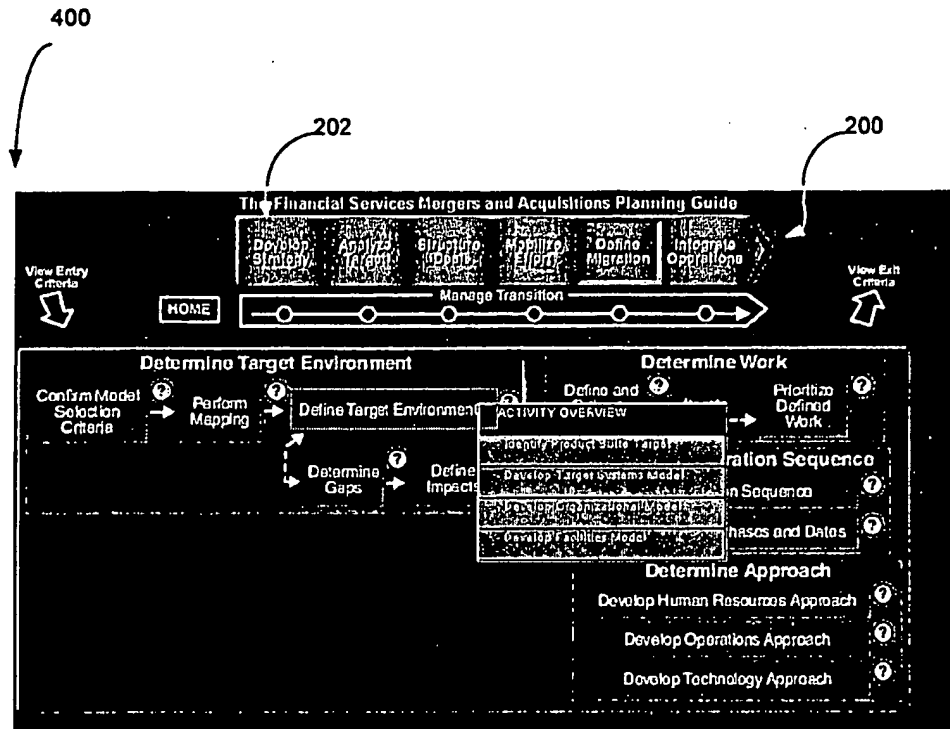 400
202
200
The Financial Services Mergers and Acquisitions Planning Guide
Develop Strategy
Analyze Target
Structure Deal
Mobilize Effort
Define Migration
Integrate Operations
View Entry Criteria
HOME
Manage Transition
View Exit Criteria
Determine Target Environment
Confirm Model Selection Criteria
?
Perform Mapping
?
Define Target Environment
?
Determine Gaps
?
Define Impacts
Determine Work
Define and
?
Prioritize Defined Work
?
ACTIVITY OVERVIEW
Identify Product Suite Target
Develop Target Systems Model
Develop Organizational Model
Develop Facilities Model
ration Sequence
on Sequence
?
hases and Dates
?
Determine Approach
Develop Human Resources Approach
?
Develop Operations Approach
?
Develop Technology Approach
?